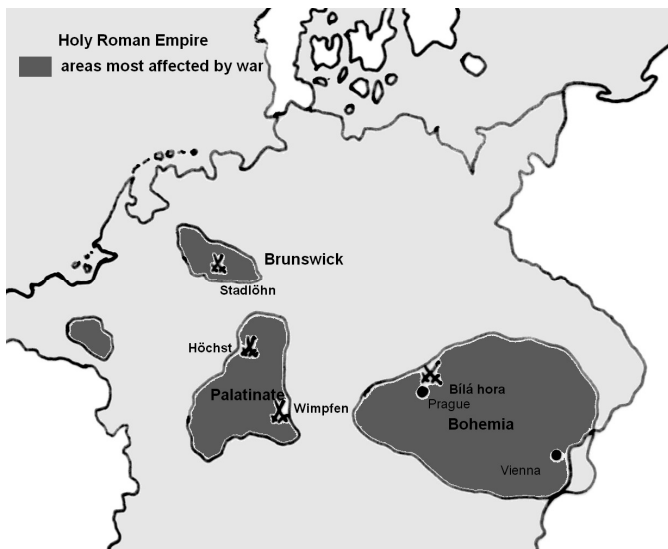 Holy Roman Empire
areas most affected by war
Brunswick
Stadlöhn
Höchst
Palatinate
Wimpfen
Bílá hora
Prague
Bohemia
Vienna